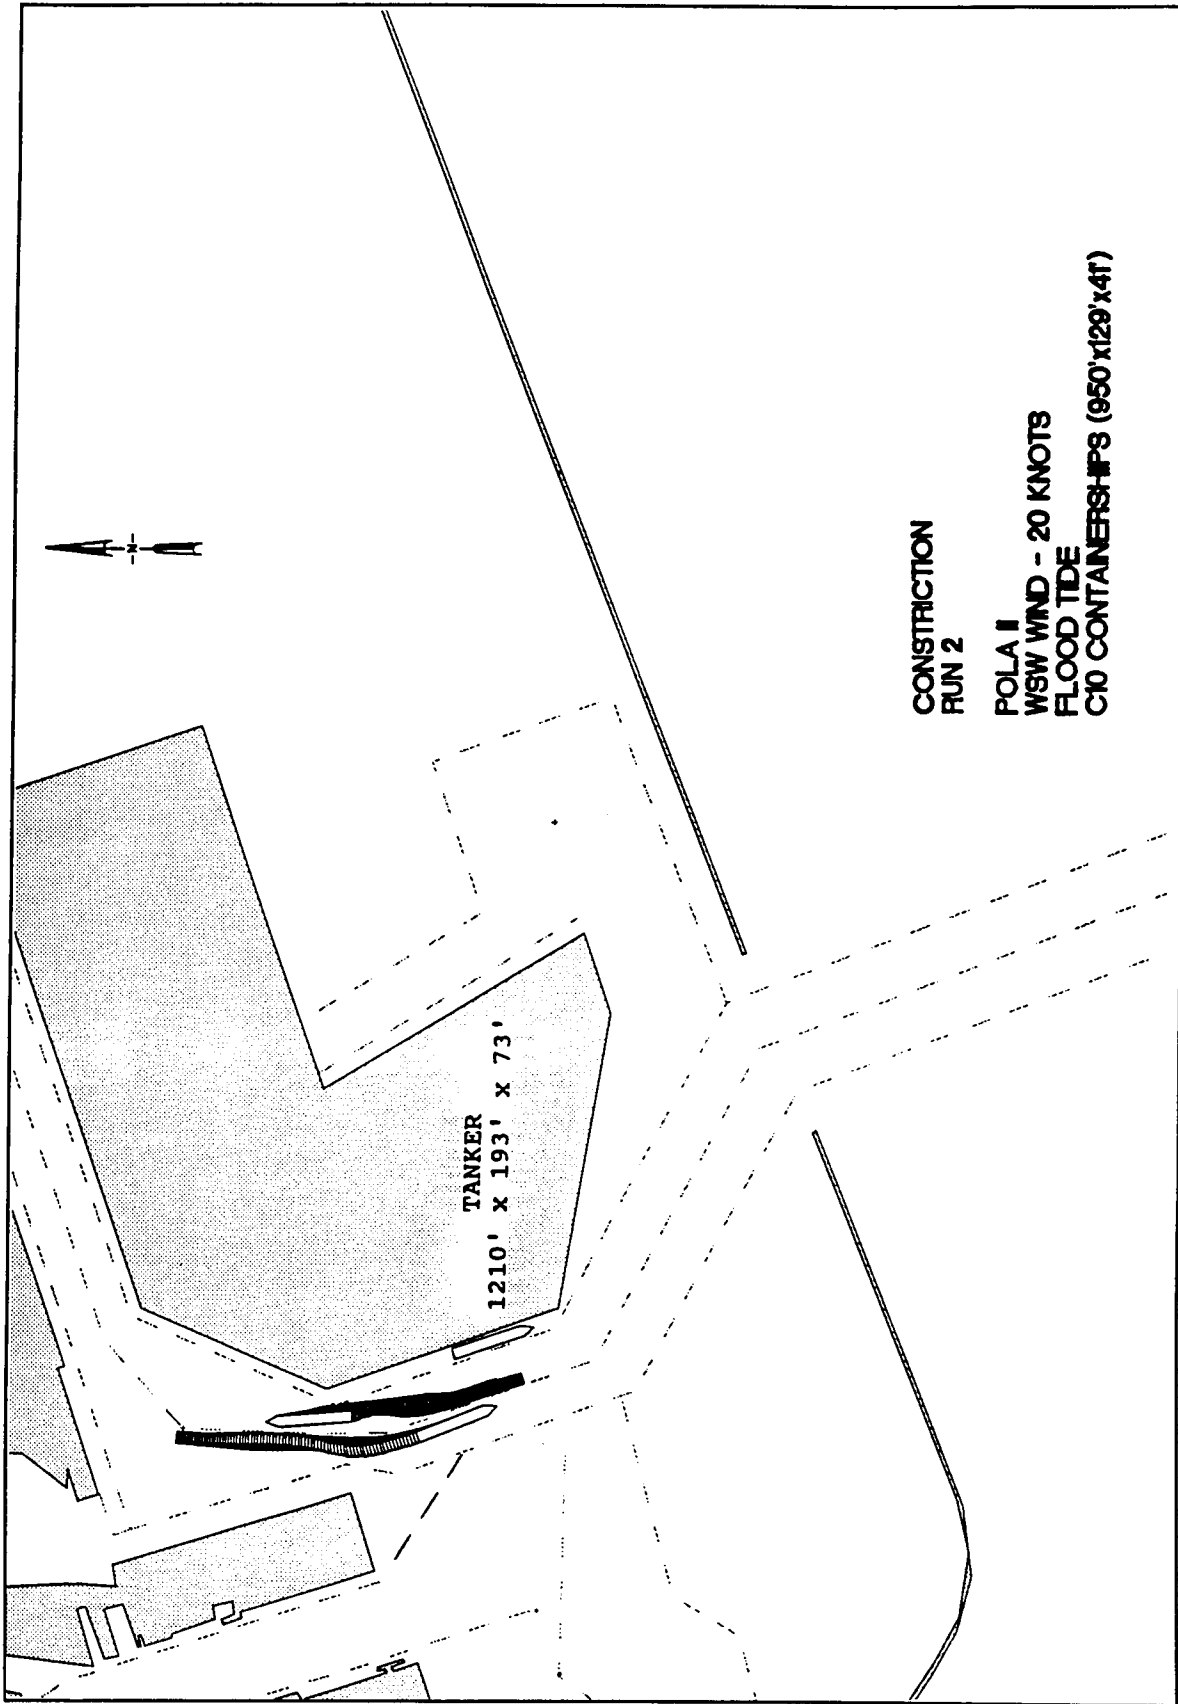 N
TANKER
1210' x 193' x 73'
CONSTRICTION
RUN 2
POLA II
WSW WIND - 20 KNOTS
FLOOD TIDE
C10 CONTAINERSHIPS (950'x129'x41')